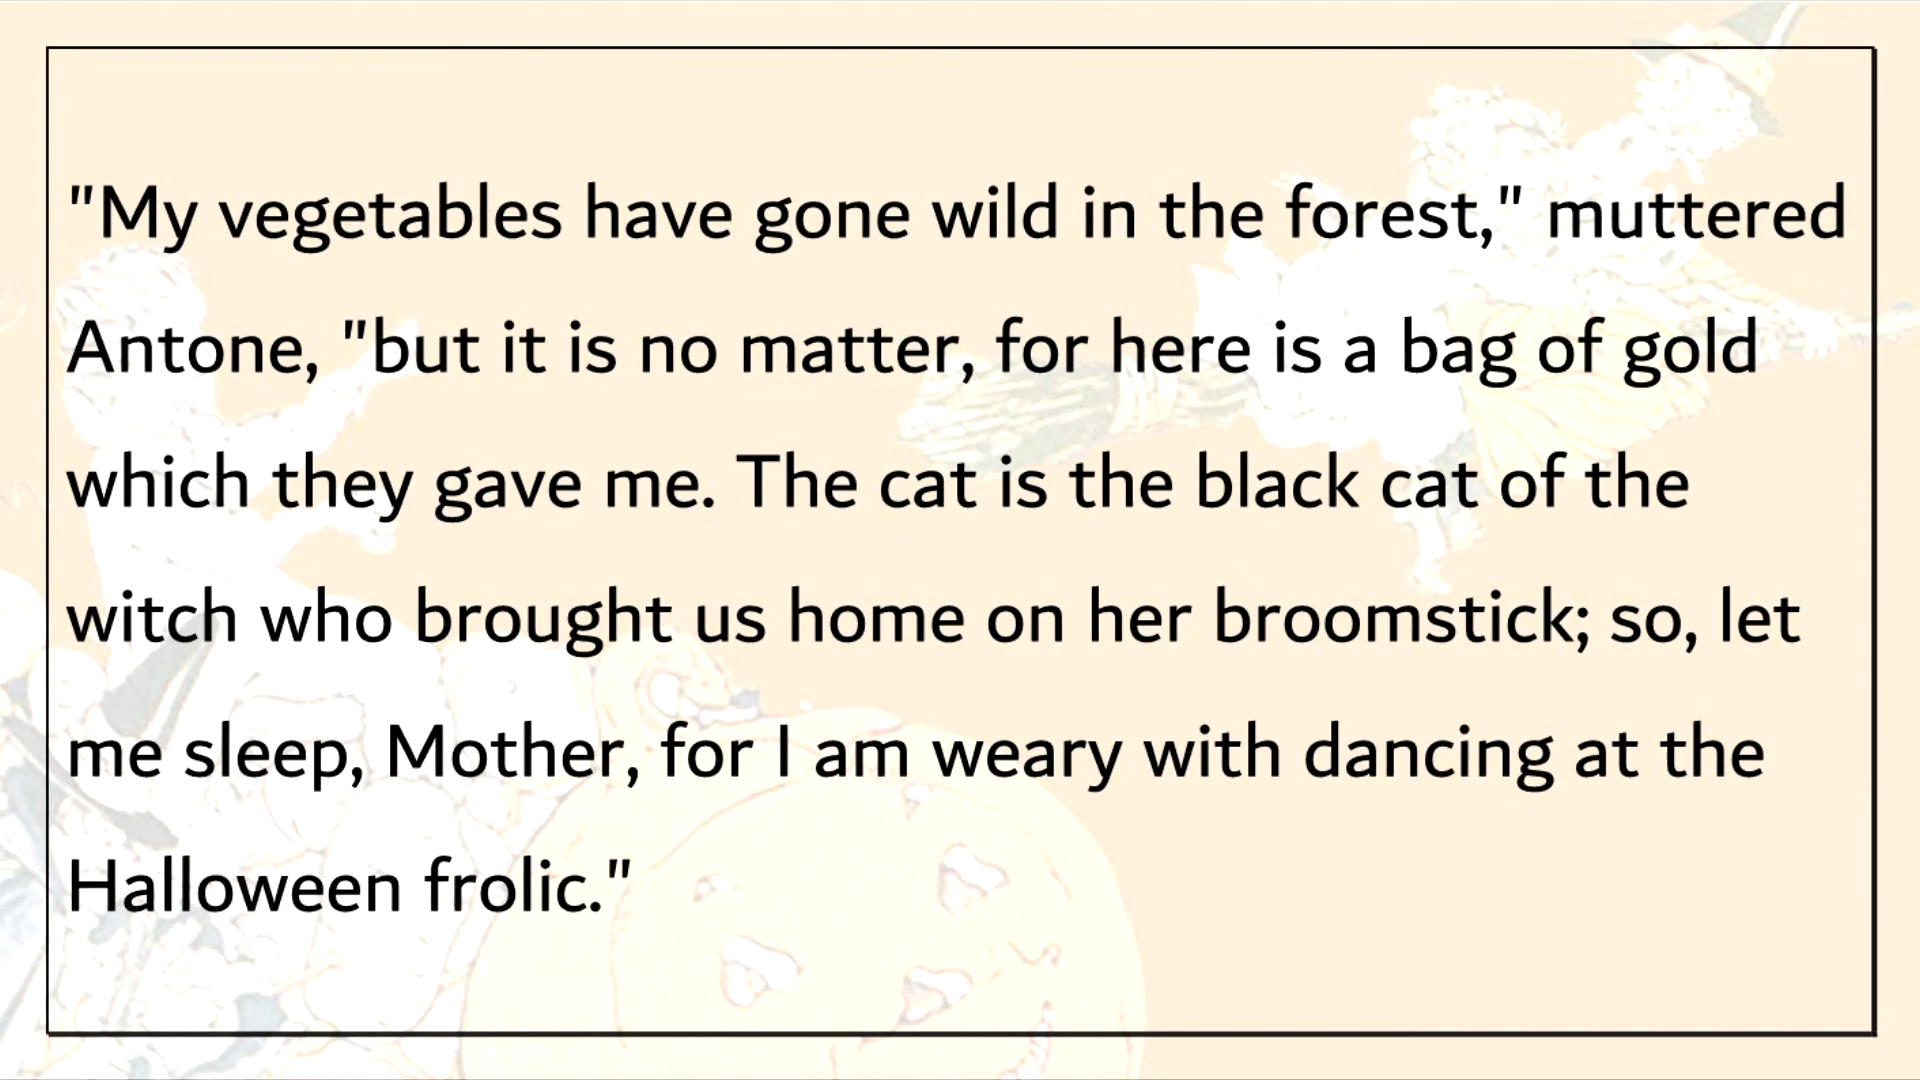 "My vegetables have gone wild in the forest," muttered
Antone, "but it is no matter, for here is a bag of gold
which they gave me. The cat is the black cat of the
witch who brought us home on her broomstick; so, let
me sleep, Mother, for I am weary with dancing at the
Halloween frolic."